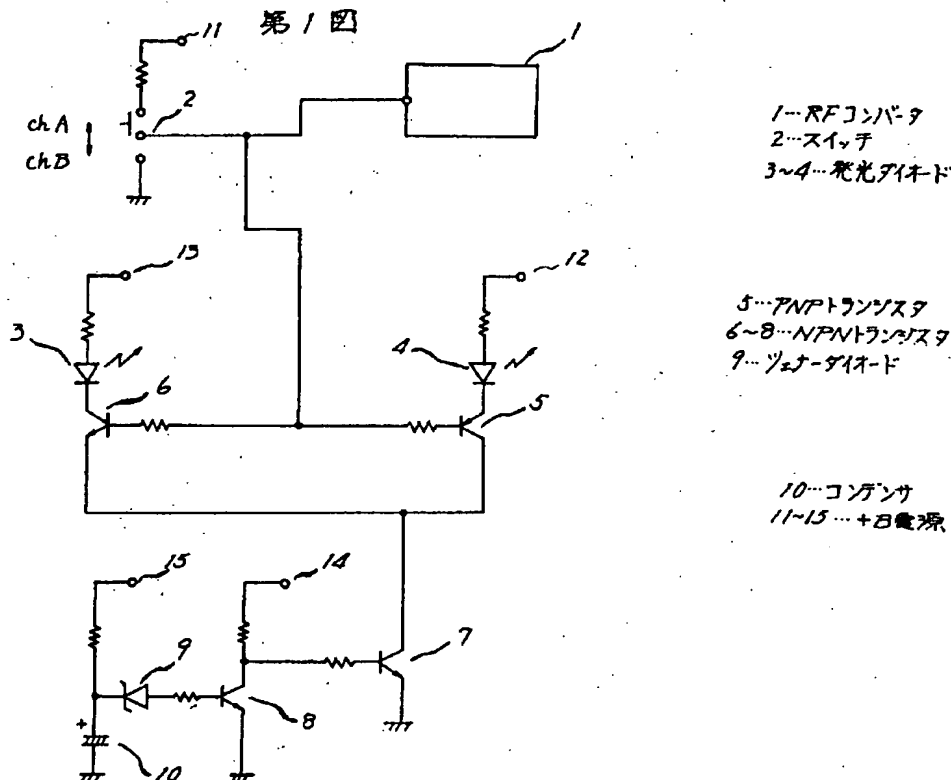 第1図
11
1
2
chA
chB
1…RFコンバータ
2…スイッチ
3~4…発光ダイオード
13
12
3
4
6
5
5…PNPトランジスタ
6~8…NPNトランジスタ
9…ツェナーダイオード
10…コンデンサ
11~15…+B電源
15
14
9
7
8
+
10